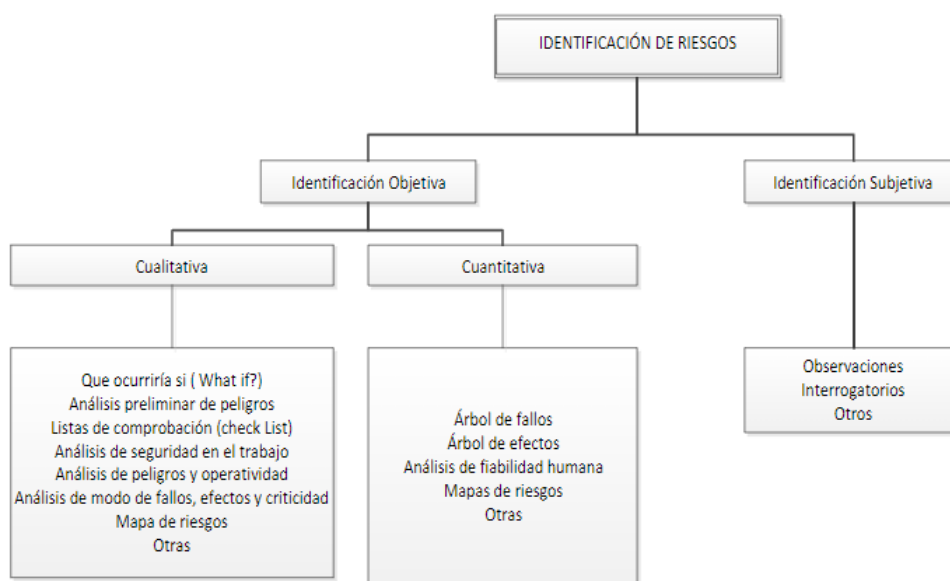 IDENTIFICACIÓN DE RIESGOS
Identificación Objetiva
Identificación Subjetiva
Cualitativa
Cuantitativa
Que ocurriría si ( What if?)
Análisis preliminar de peligros
Listas de comprobación (check List)
Análisis de seguridad en el trabajo
Análisis de peligros y operatividad
Análisis de modo de fallos, efectos y criticidad
Mapa de riesgos
Otras
Árbol de fallos
Árbol de efectos
Análisis de fiabilidad humana
Mapas de riesgos
Otras
Observaciones
Interrogatorios
Otros